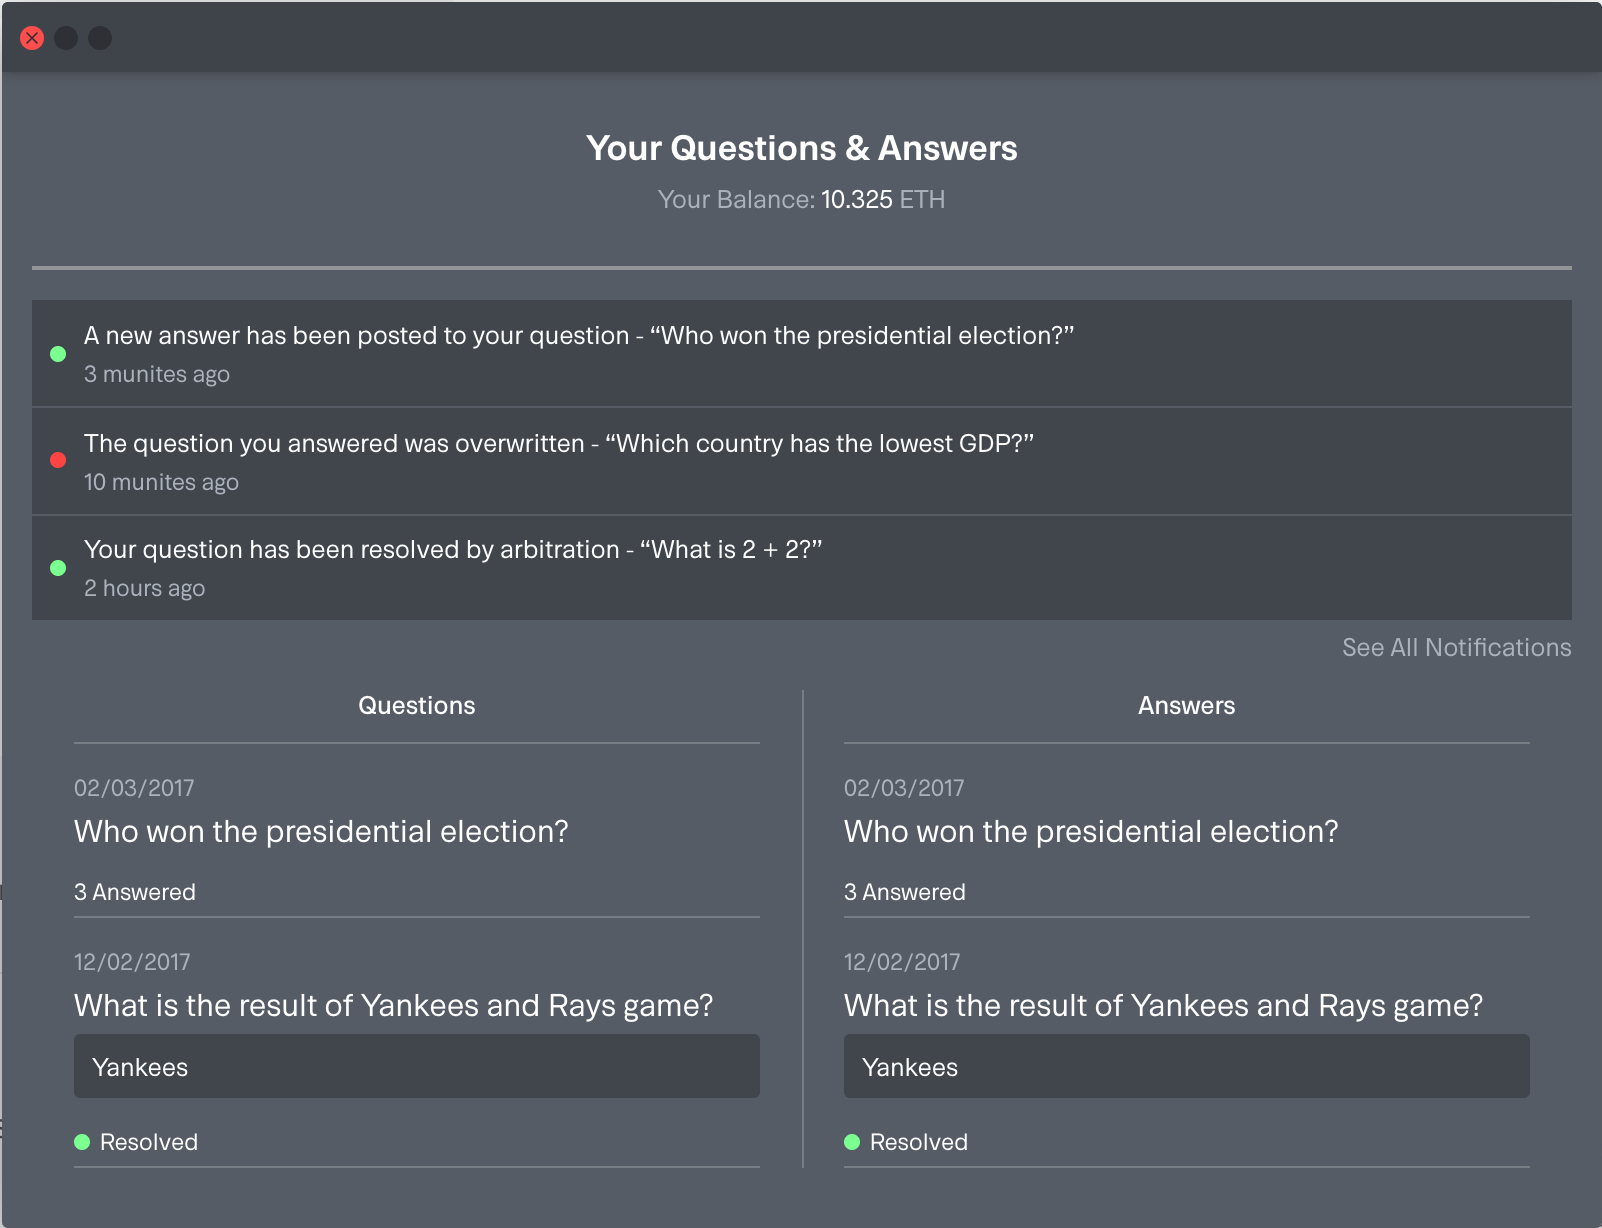 Your Questions & Answers
Your Balance: 10.325 ETH
A new answer has been posted to your question - “Who won the presidential election?”
3 munites ago
The question you answered was overwritten - “Which country has the lowest GDP?”
10 munites ago
Your question has been resolved by arbitration - “What is 2 + 2?”
2 hours ago
See All Notifications
Questions
02/03/2017
Who won the presidential election?
3 Answered
12/02/2017
What is the result of Yankees and Rays game?
Yankees
Resolved
Answers
02/03/2017
Who won the presidential election?
3 Answered
12/02/2017
What is the result of Yankees and Rays game?
Yankees
Resolved